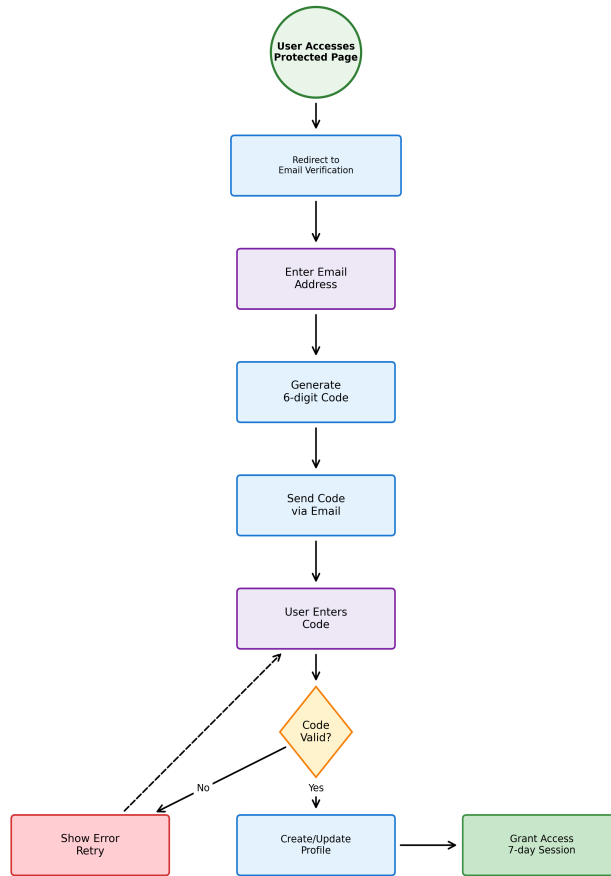 User Accesses
Protected Page
Redirect to
Email Verification
Enter Email
Address
Generate
6-digit Code
Send Code
via Email
User Enters
Code
Code
Valid?
No
Yes
Show Error
Retry
Create/Update
Profile
Grant Access
7-day Session